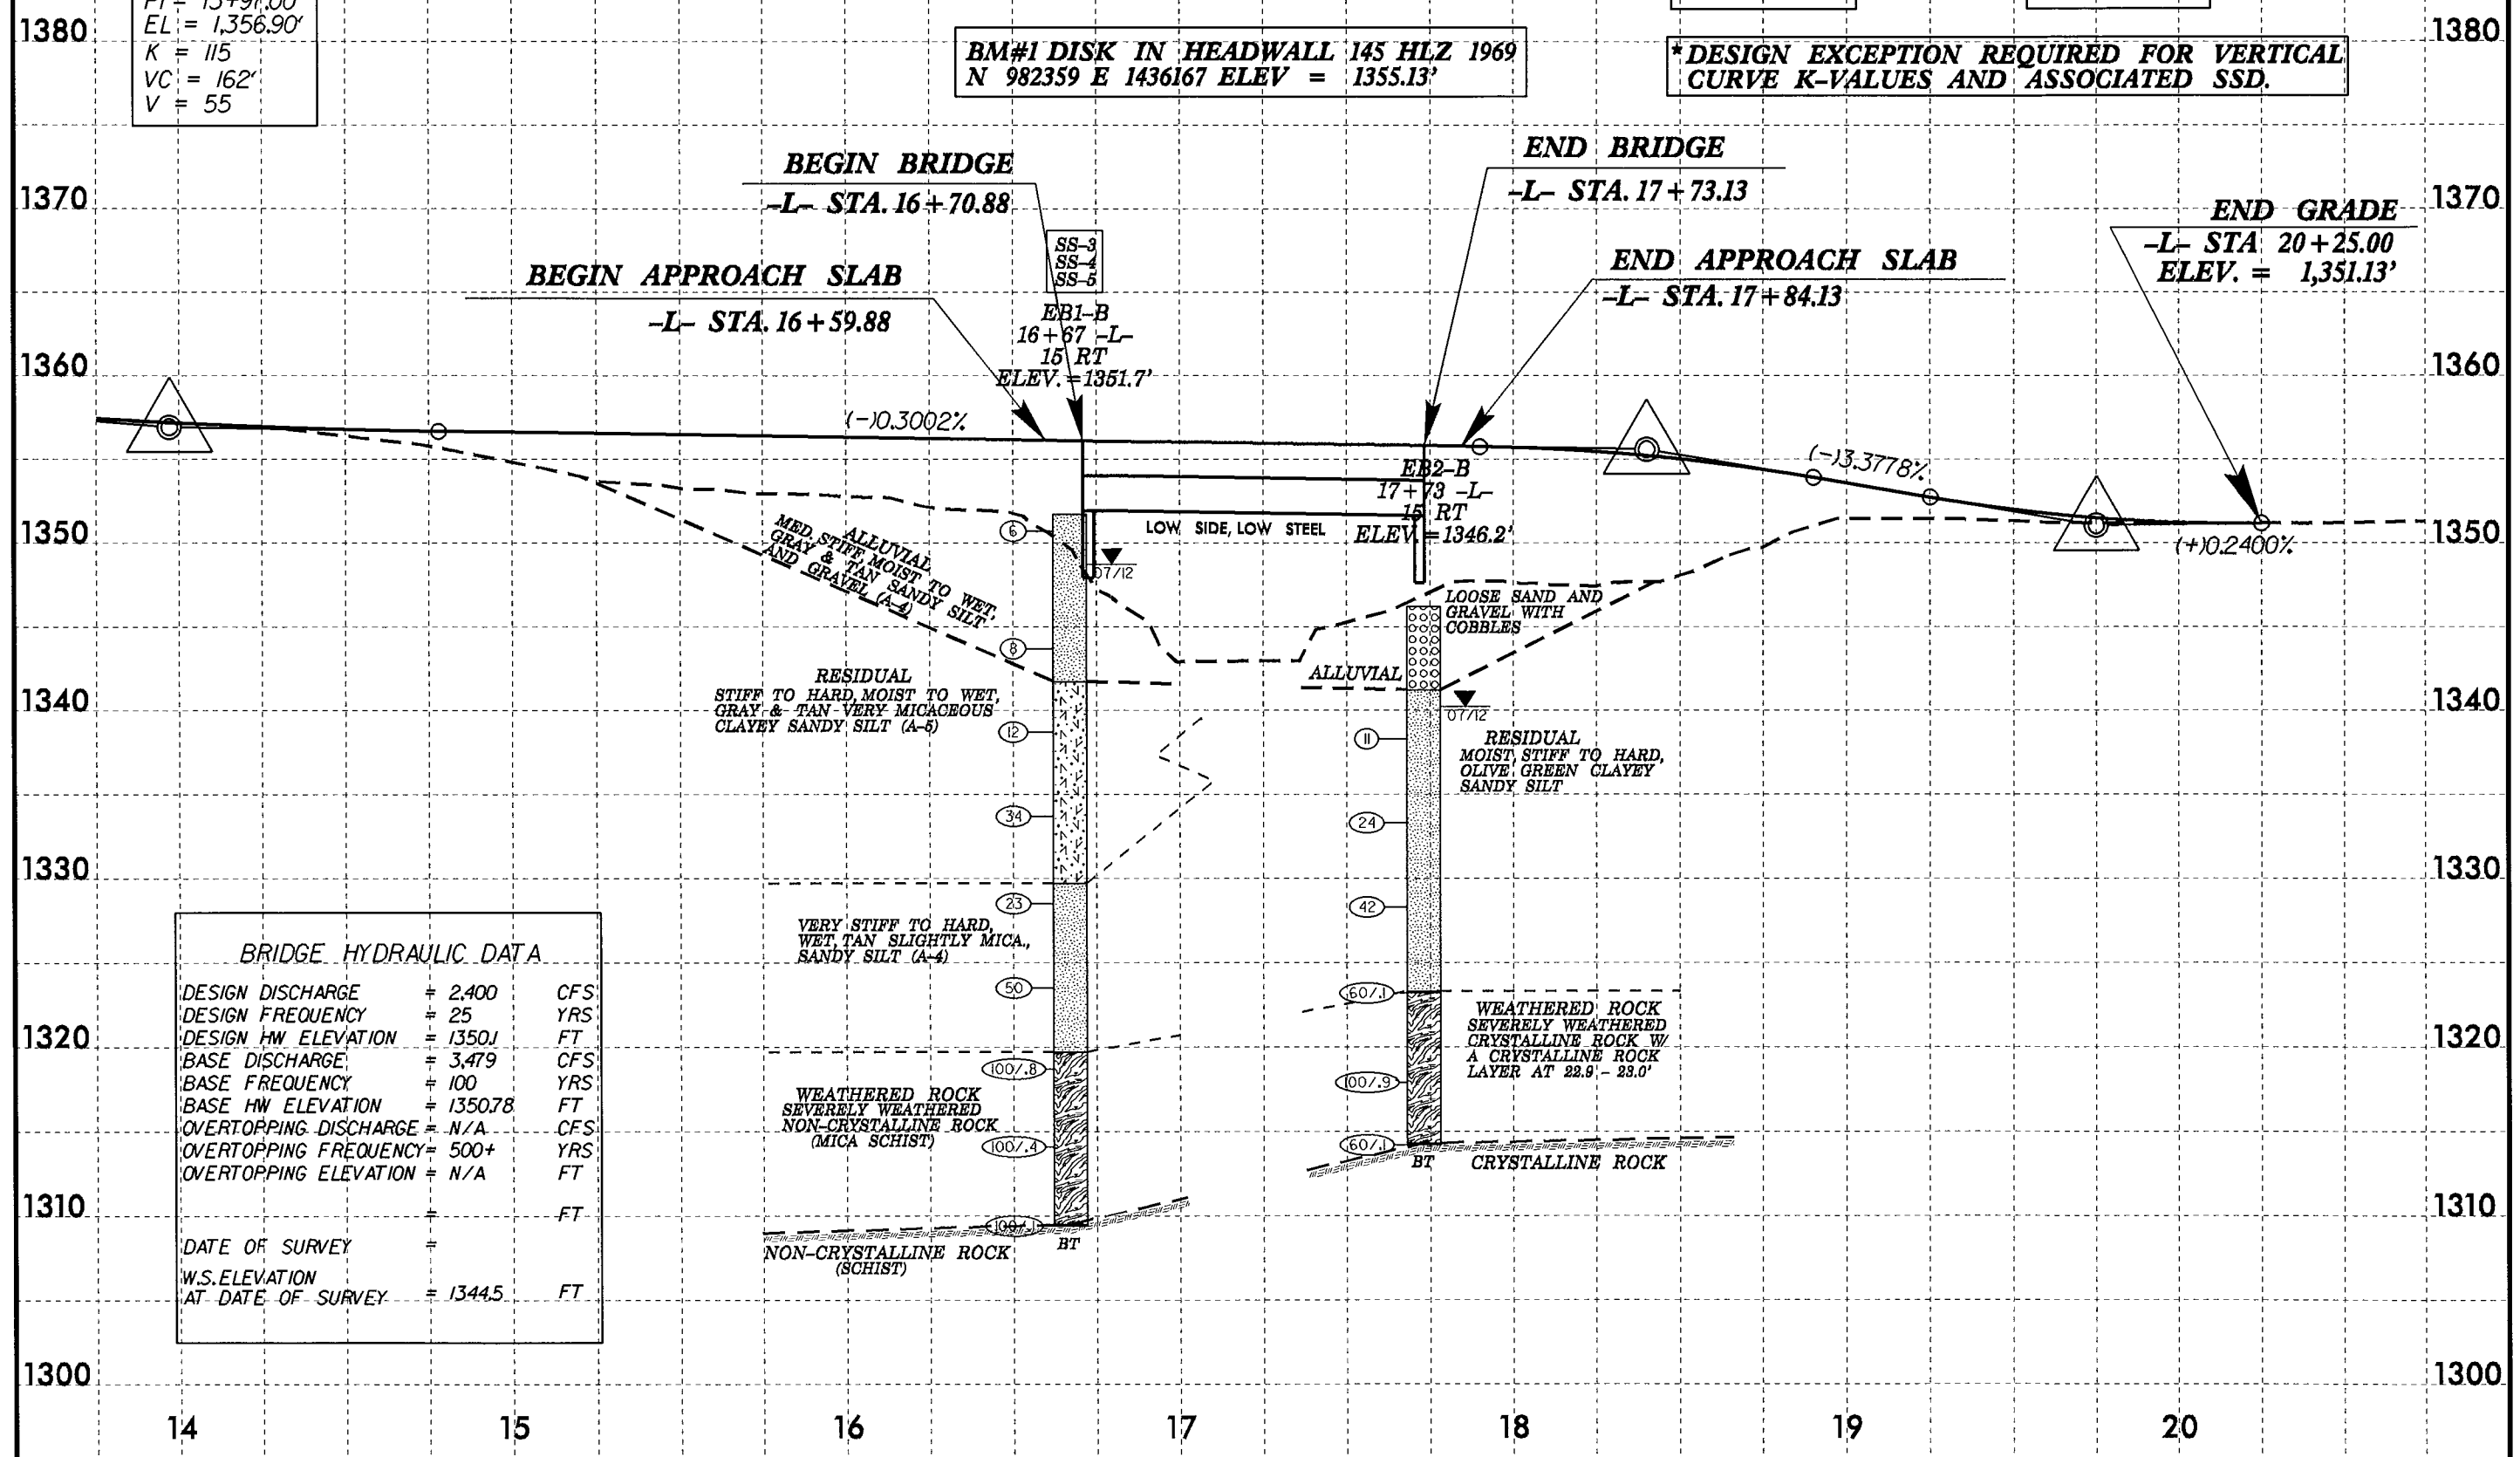 EL = 1,356.90'
K = 115
VC = 162'
V = 55
BM#1 DISK IN HEADWALL 145 HLZ 1969
N 982359 E 1436167 ELEV = 1355.13'
*DESIGN EXCEPTION REQUIRED FOR VERTICAL
CURVE K-VALUES AND ASSOCIATED SSD.
1380
1380
BEGIN BRIDGE
-L- STA. 16+70.88
END BRIDGE
-L- STA. 17+73.13
1370
1370
END GRADE
-L- STA 20+25.00
ELEV. = 1,351.13'
SS-3
SS-4
SS-5
BEGIN APPROACH SLAB
-L- STA. 16+59.88
END APPROACH SLAB
-L- STA. 17+84.13
EB1-B
16+67 -L-
15 RT
ELEV. =1351.7'
1360
1360
(-)0.3002%
(-)3.3778%
EB2-B
17+73 -L-
15 RT
ELEV. =1346.2'
LOW SIDE, LOW STEEL
(+)0.2400%
1350
1350
ALLUVIAL
MED. STIFF, MOIST TO WET,
GRAY & TAN SANDY SILT
AND GRAVEL (A-4)
6
07/12
8
LOOSE SAND AND
GRAVEL WITH
COBBLES
ALLUVIAL
RESIDUAL
STIFF TO HARD, MOIST TO WET,
GRAY & TAN VERY MICACEOUS
CLAYEY SANDY SILT (A-5)
1340
1340
07/12
12
11
RESIDUAL
MOIST, STIFF TO HARD,
OLIVE GREEN CLAYEY
SANDY SILT
34
24
1330
1330
23
42
VERY STIFF TO HARD,
WET, TAN SLIGHTLY MICA.,
SANDY SILT (A-4)
50
60/.1
BRIDGE HYDRAULIC DATA
DESIGN DISCHARGE = 2,400 CFS
DESIGN FREQUENCY = 25 YRS
DESIGN HW ELEVATION = 1350.1 FT
BASE DISCHARGE = 3,479 CFS
BASE FREQUENCY = 100 YRS
BASE HW ELEVATION = 1350.78 FT
OVERTOPPING DISCHARGE = N/A CFS
OVERTOPPING FREQUENCY = 500+ YRS
OVERTOPPING ELEVATION = N/A FT
= FT
DATE OF SURVEY =
W.S. ELEVATION
AT DATE OF SURVEY = 1344.5 FT
WEATHERED ROCK
SEVERELY WEATHERED
CRYSTALLINE ROCK W/
A CRYSTALLINE ROCK
LAYER AT 22.9 - 23.0'
1320
1320
100/.8
100/.9
WEATHERED ROCK
SEVERELY WEATHERED
NON-CRYSTALLINE ROCK
(MICA SCHIST)
100/.4
60/.1
BT
CRYSTALLINE ROCK
1310
1310
100/.1
BT
NON-CRYSTALLINE ROCK
(SCHIST)
1300
1300
14 15 16 17 18 19 20